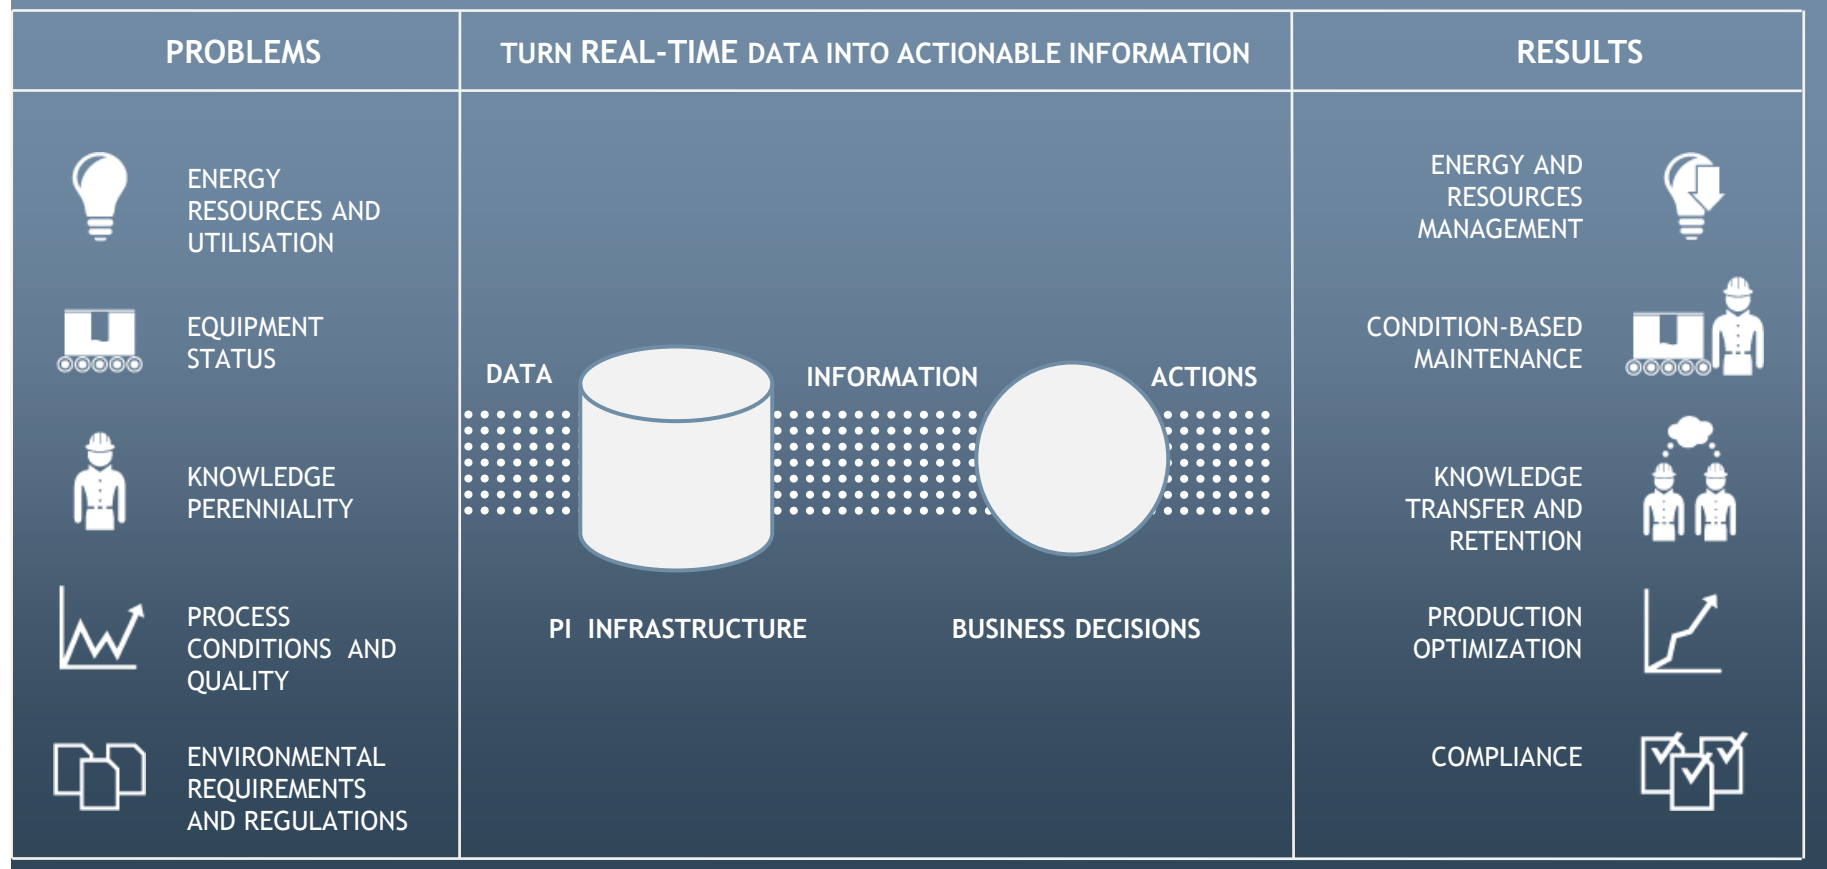 PROBLEMS
TURN REAL-TIME DATA INTO ACTIONABLE INFORMATION
RESULTS
ENERGY
RESOURCES AND
UTILISATION
EQUIPMENT
STATUS
KNOWLEDGE
PERENNIALITY
PROCESS
CONDITIONS AND
QUALITY
ENVIRONMENTAL
REQUIREMENTS
AND REGULATIONS
DATA
INFORMATION
ACTIONS
PI INFRASTRUCTURE
BUSINESS DECISIONS
ENERGY AND
RESOURCES
MANAGEMENT
CONDITION-BASED
MAINTENANCE
KNOWLEDGE
TRANSFER AND
RETENTION
PRODUCTION
OPTIMIZATION
COMPLIANCE